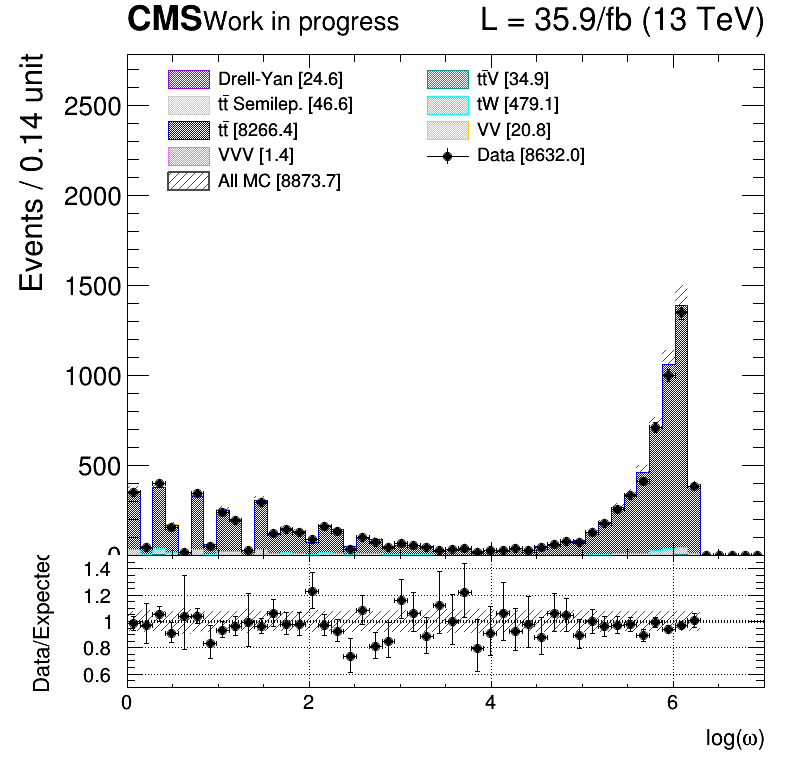 CMS Work in progress L = 35.9/fb (13 TeV)
Events / 0.14 unit
2500
2000
1500
1000
500
0
Drell-Yan [24.6]
tt̄ Semilep. [46.6]
tt̄ [8266.4]
VVV [1.4]
All MC [8873.7]
tt̄V [34.9]
tW [479.1]
VV [20.8]
Data [8632.0]
Data/Expected
1.4
1.2
1
0.8
0.6
0 2 4 6
log(ω)